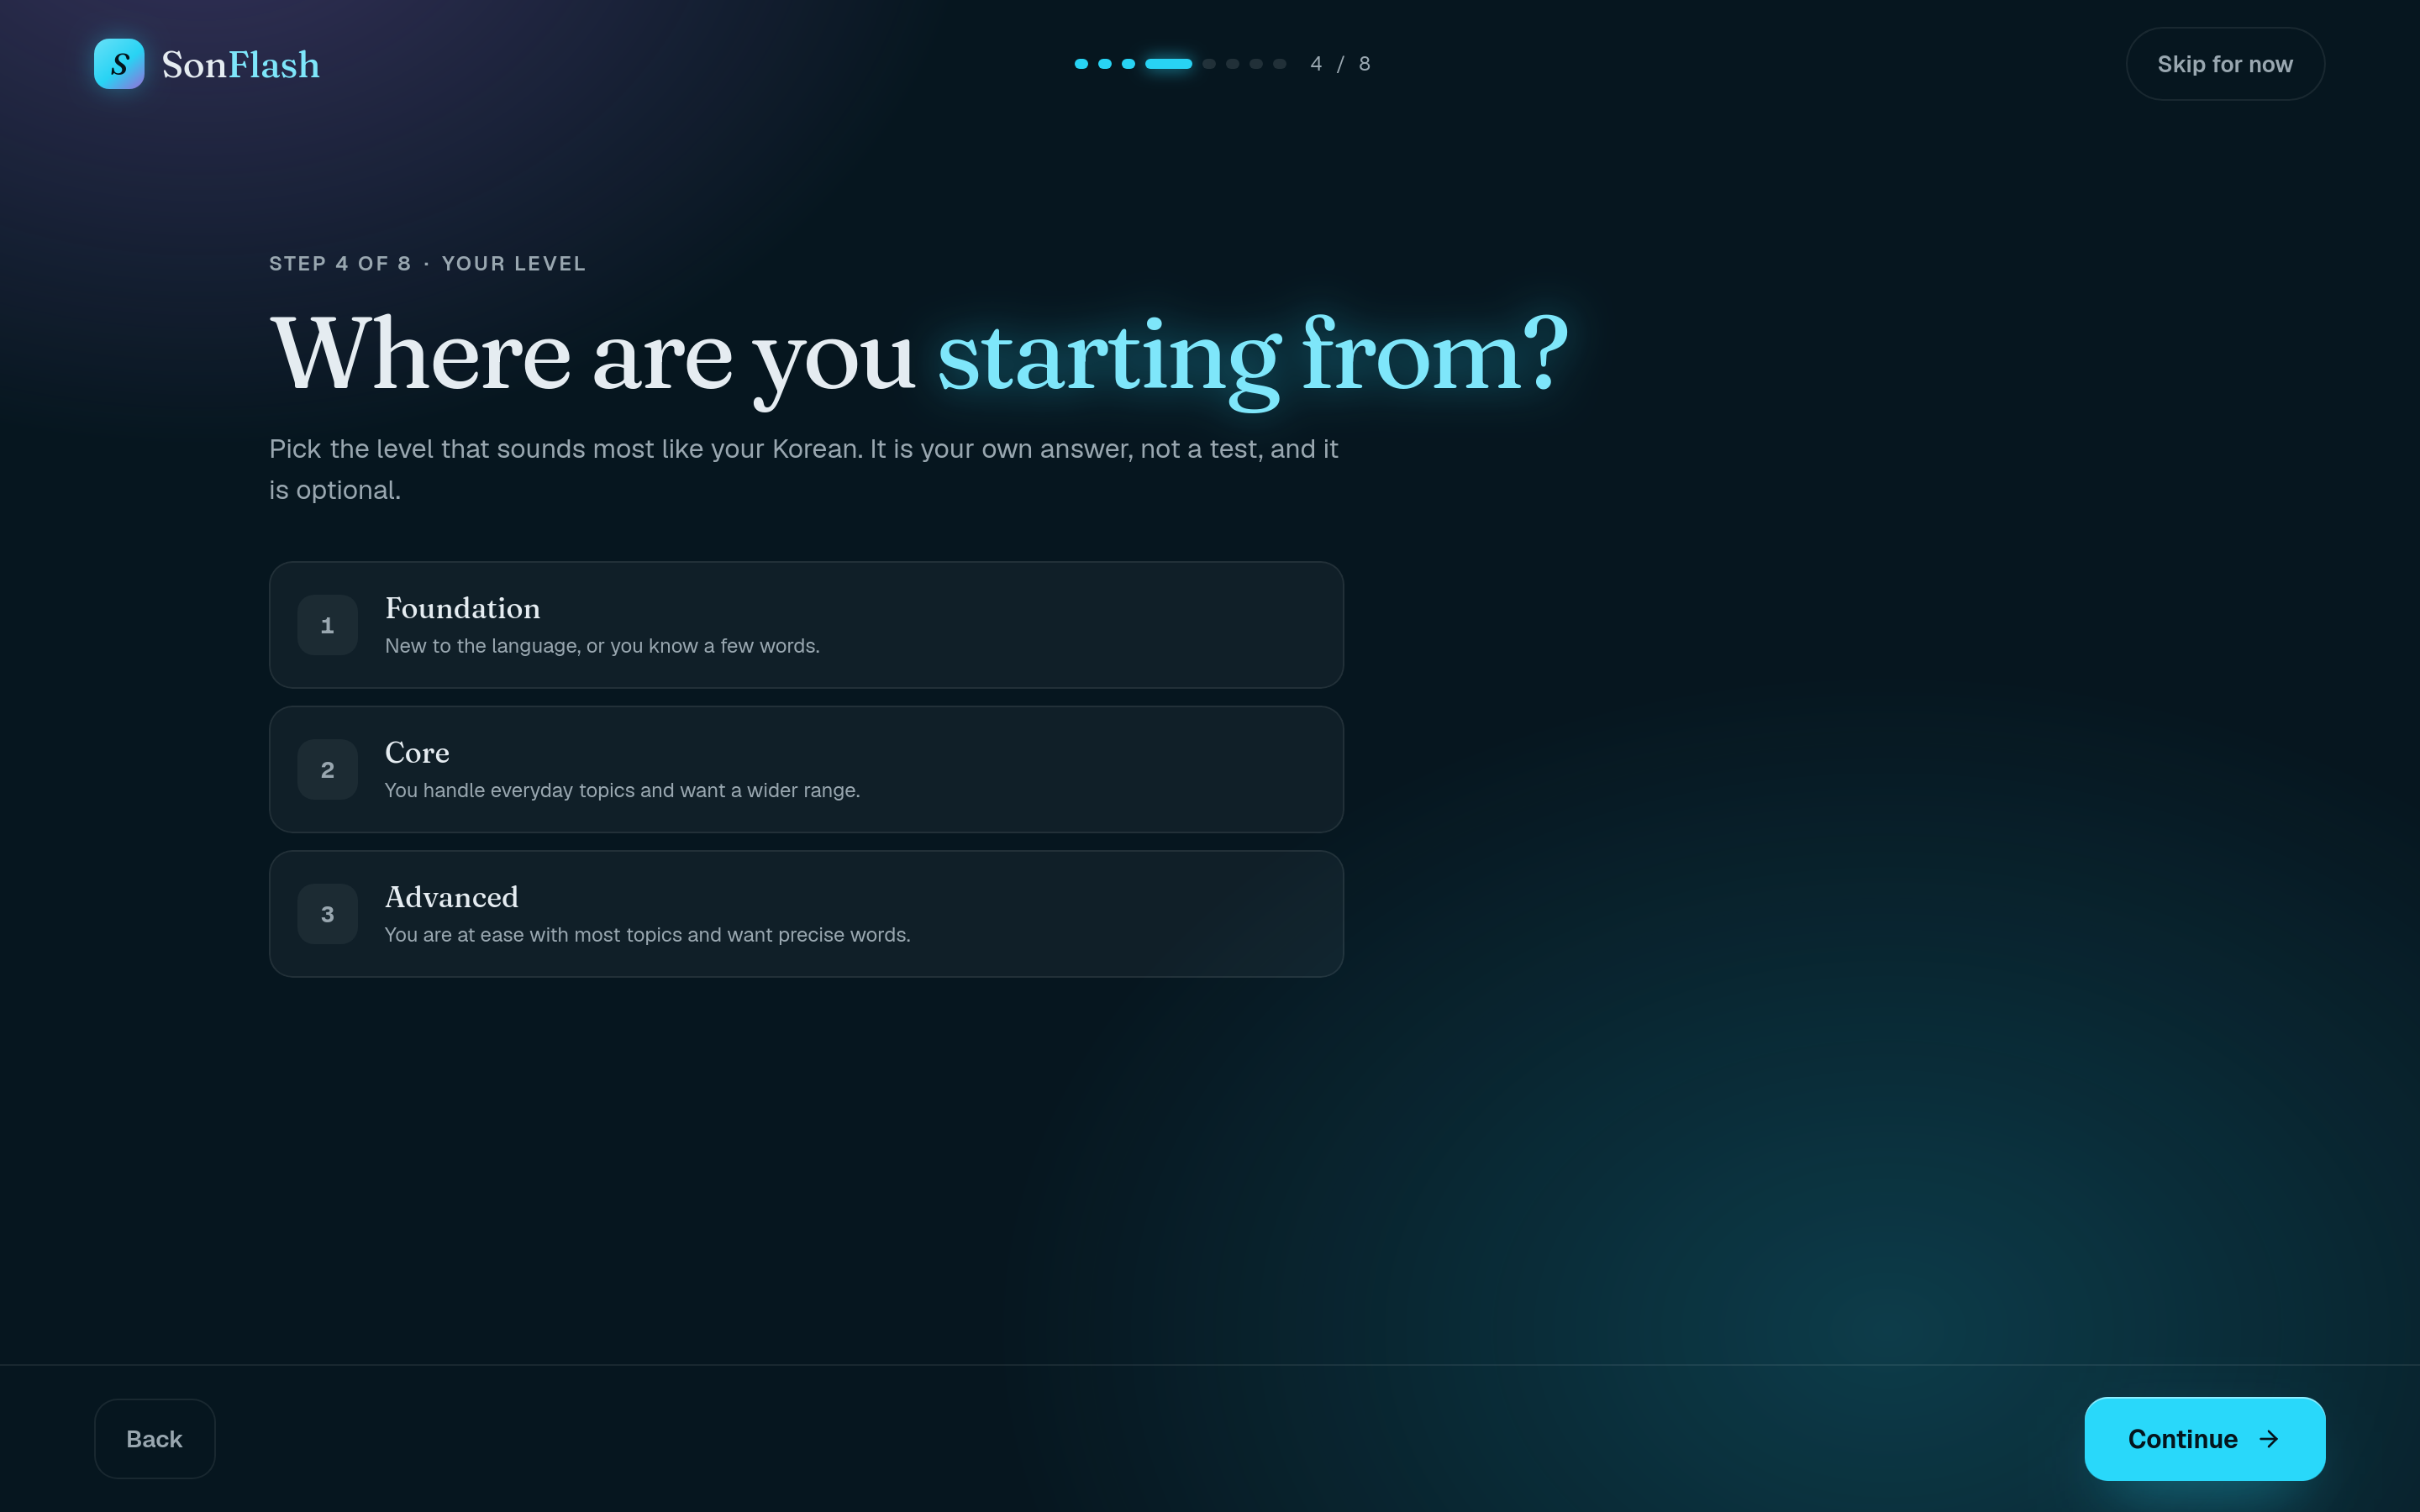 S SonFlash
4 / 8
Skip for now
STEP 4 OF 8 · YOUR LEVEL
Where are you starting from?
Pick the level that sounds most like your Korean. It is your own answer, not a test, and it
is optional.
1
Foundation
New to the language, or you know a few words.
2
Core
You handle everyday topics and want a wider range.
3
Advanced
You are at ease with most topics and want precise words.
Back
Continue →